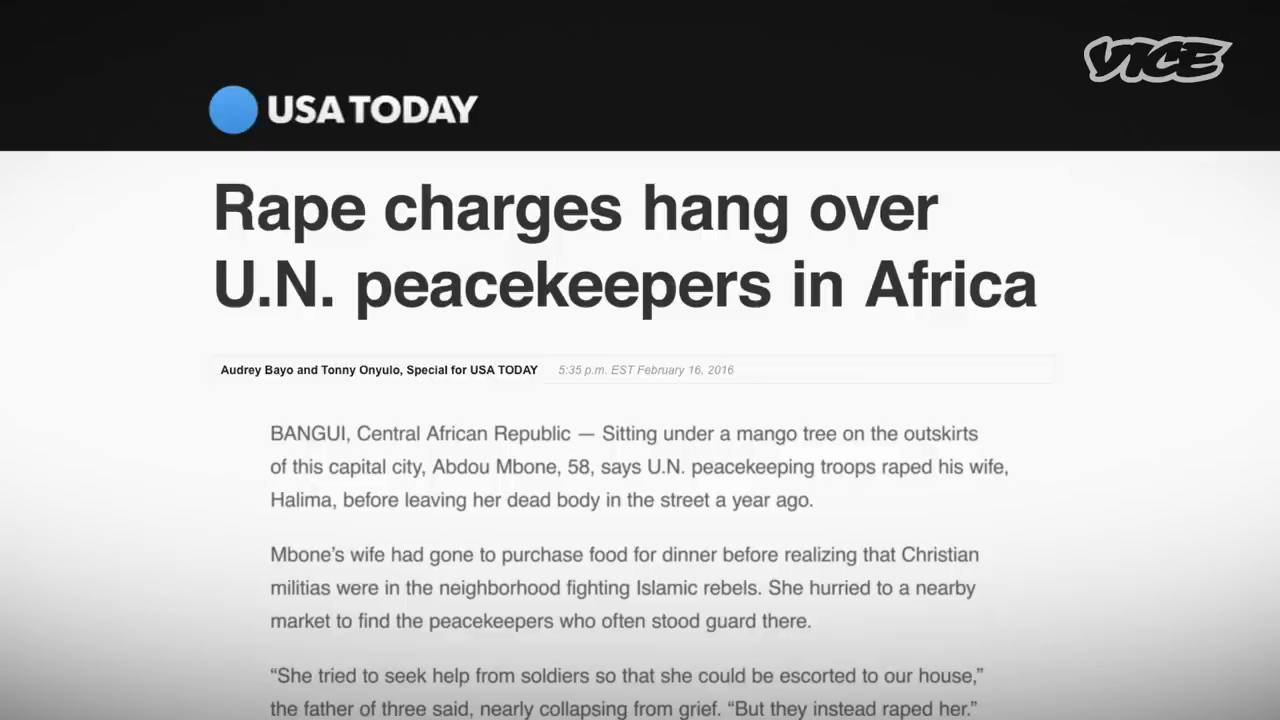 VICE
USA TODAY
Rape charges hang over
U.N. peacekeepers in Africa
Audrey Bayo and Tonny Onyulo, Special for USA TODAY 5:35 p.m. EST February 16, 2016
BANGUI, Central African Republic — Sitting under a mango tree on the outskirts
of this capital city, Abdou Mbone, 58, says U.N. peacekeeping troops raped his wife,
Halima, before leaving her dead body in the street a year ago.
Mbone’s wife had gone to purchase food for dinner before realizing that Christian
militias were in the neighborhood fighting Islamic rebels. She hurried to a nearby
market to find the peacekeepers who often stood guard there.
“She tried to seek help from soldiers so that she could be escorted to our house,”
the father of three said, nearly collapsing from grief. “But they instead raped her.”